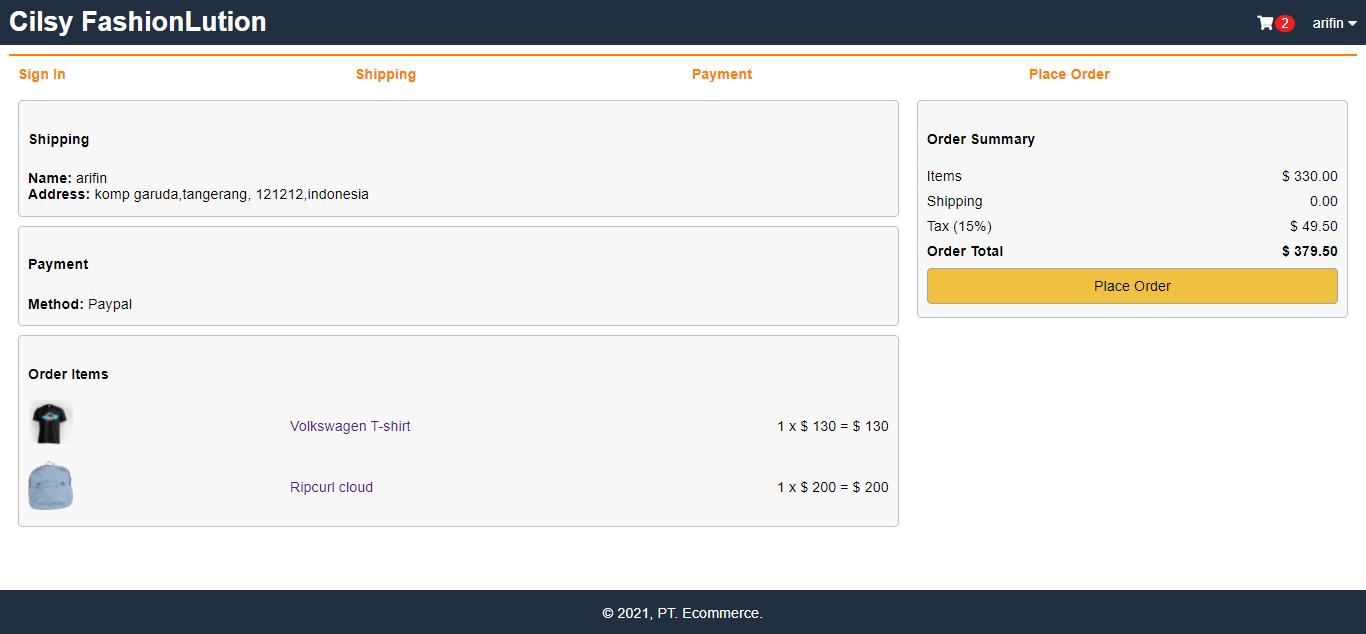 Cilsy FashionLution
2 arifin
Sign In Shipping Payment Place Order
Shipping
Name: arifin
Address: komp garuda,tangerang, 121212,indonesia
Payment
Method: Paypal
Order Items
Volkswagen T-shirt 1 x $ 130 = $ 130
Ripcurl cloud 1 x $ 200 = $ 200
Order Summary
Items $ 330.00
Shipping 0.00
Tax (15%) $ 49.50
Order Total $ 379.50
Place Order
© 2021, PT. Ecommerce.